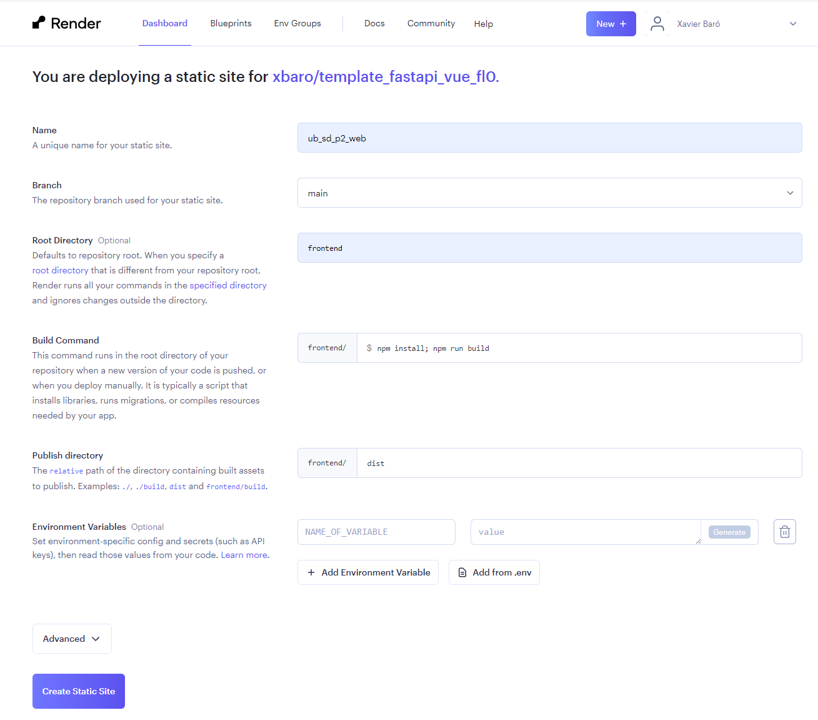 Render
Dashboard
Blueprints
Env Groups
Docs
Community
Help
New +
Xavier Baró
You are deploying a static site for xbaro/template_fastapi_vue_fl0.
Name
A unique name for your static site.
ub_sd_p2_web
Branch
The repository branch used for your static site.
main
Root Directory Optional
Defaults to repository root. When you specify a
root directory that is different from your repository root,
Render runs all your commands in the specified directory
and ignores changes outside the directory.
frontend
Build Command
This command runs in the root directory of your
repository when a new version of your code is pushed, or
when you deploy manually. It is typically a script that
installs libraries, runs migrations, or compiles resources
needed by your app.
frontend/ $ npm install; npm run build
Publish directory
The relative path of the directory containing built assets
to publish. Examples: ./, ./build, dist and frontend/build.
frontend/ dist
Environment Variables Optional
Set environment-specific config and secrets (such as API
keys), then read those values from your code. Learn more.
NAME_OF_VARIABLE
value
Generate
+ Add Environment Variable
Add from .env
Advanced
Create Static Site